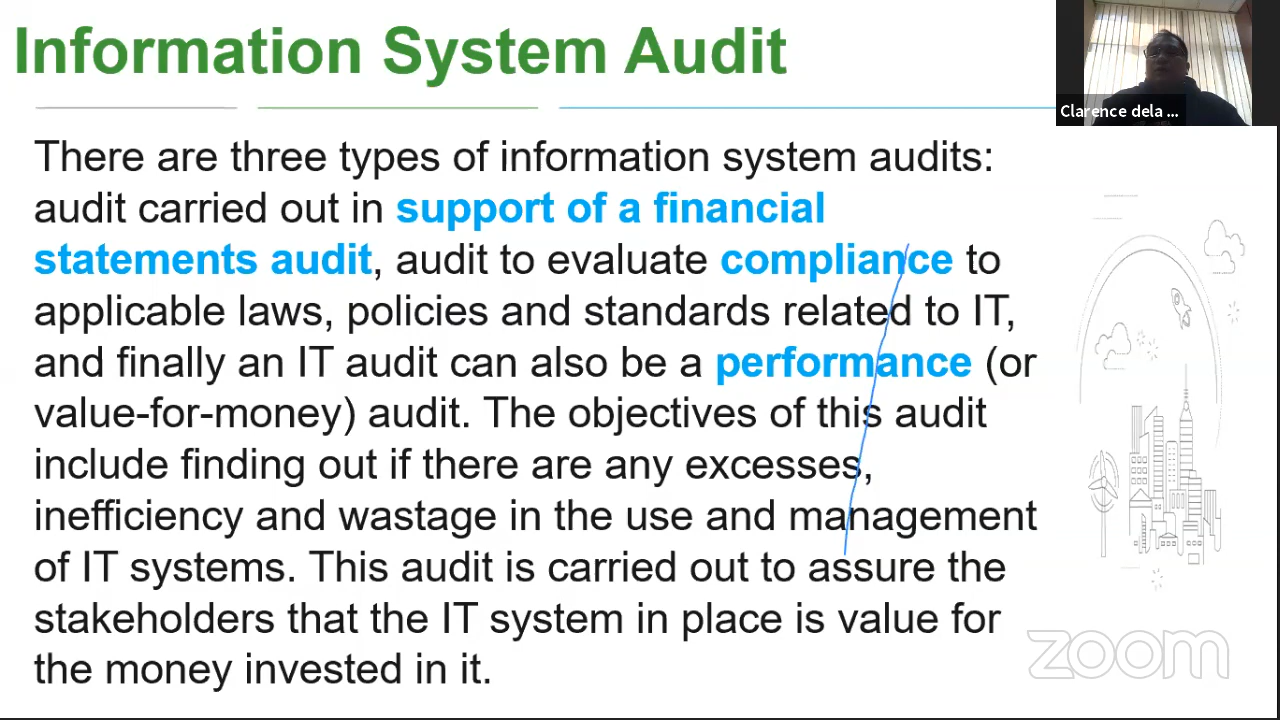 Information System Audit
Clarence dela ...
There are three types of information system audits:
audit carried out in support of a financial
statements audit, audit to evaluate compliance to
applicable laws, policies and standards related to IT,
and finally an IT audit can also be a performance (or
value-for-money) audit. The objectives of this audit
include finding out if there are any excesses,
inefficiency and wastage in the use and management
of IT systems. This audit is carried out to assure the
stakeholders that the IT system in place is value for
the money invested in it.
zoom